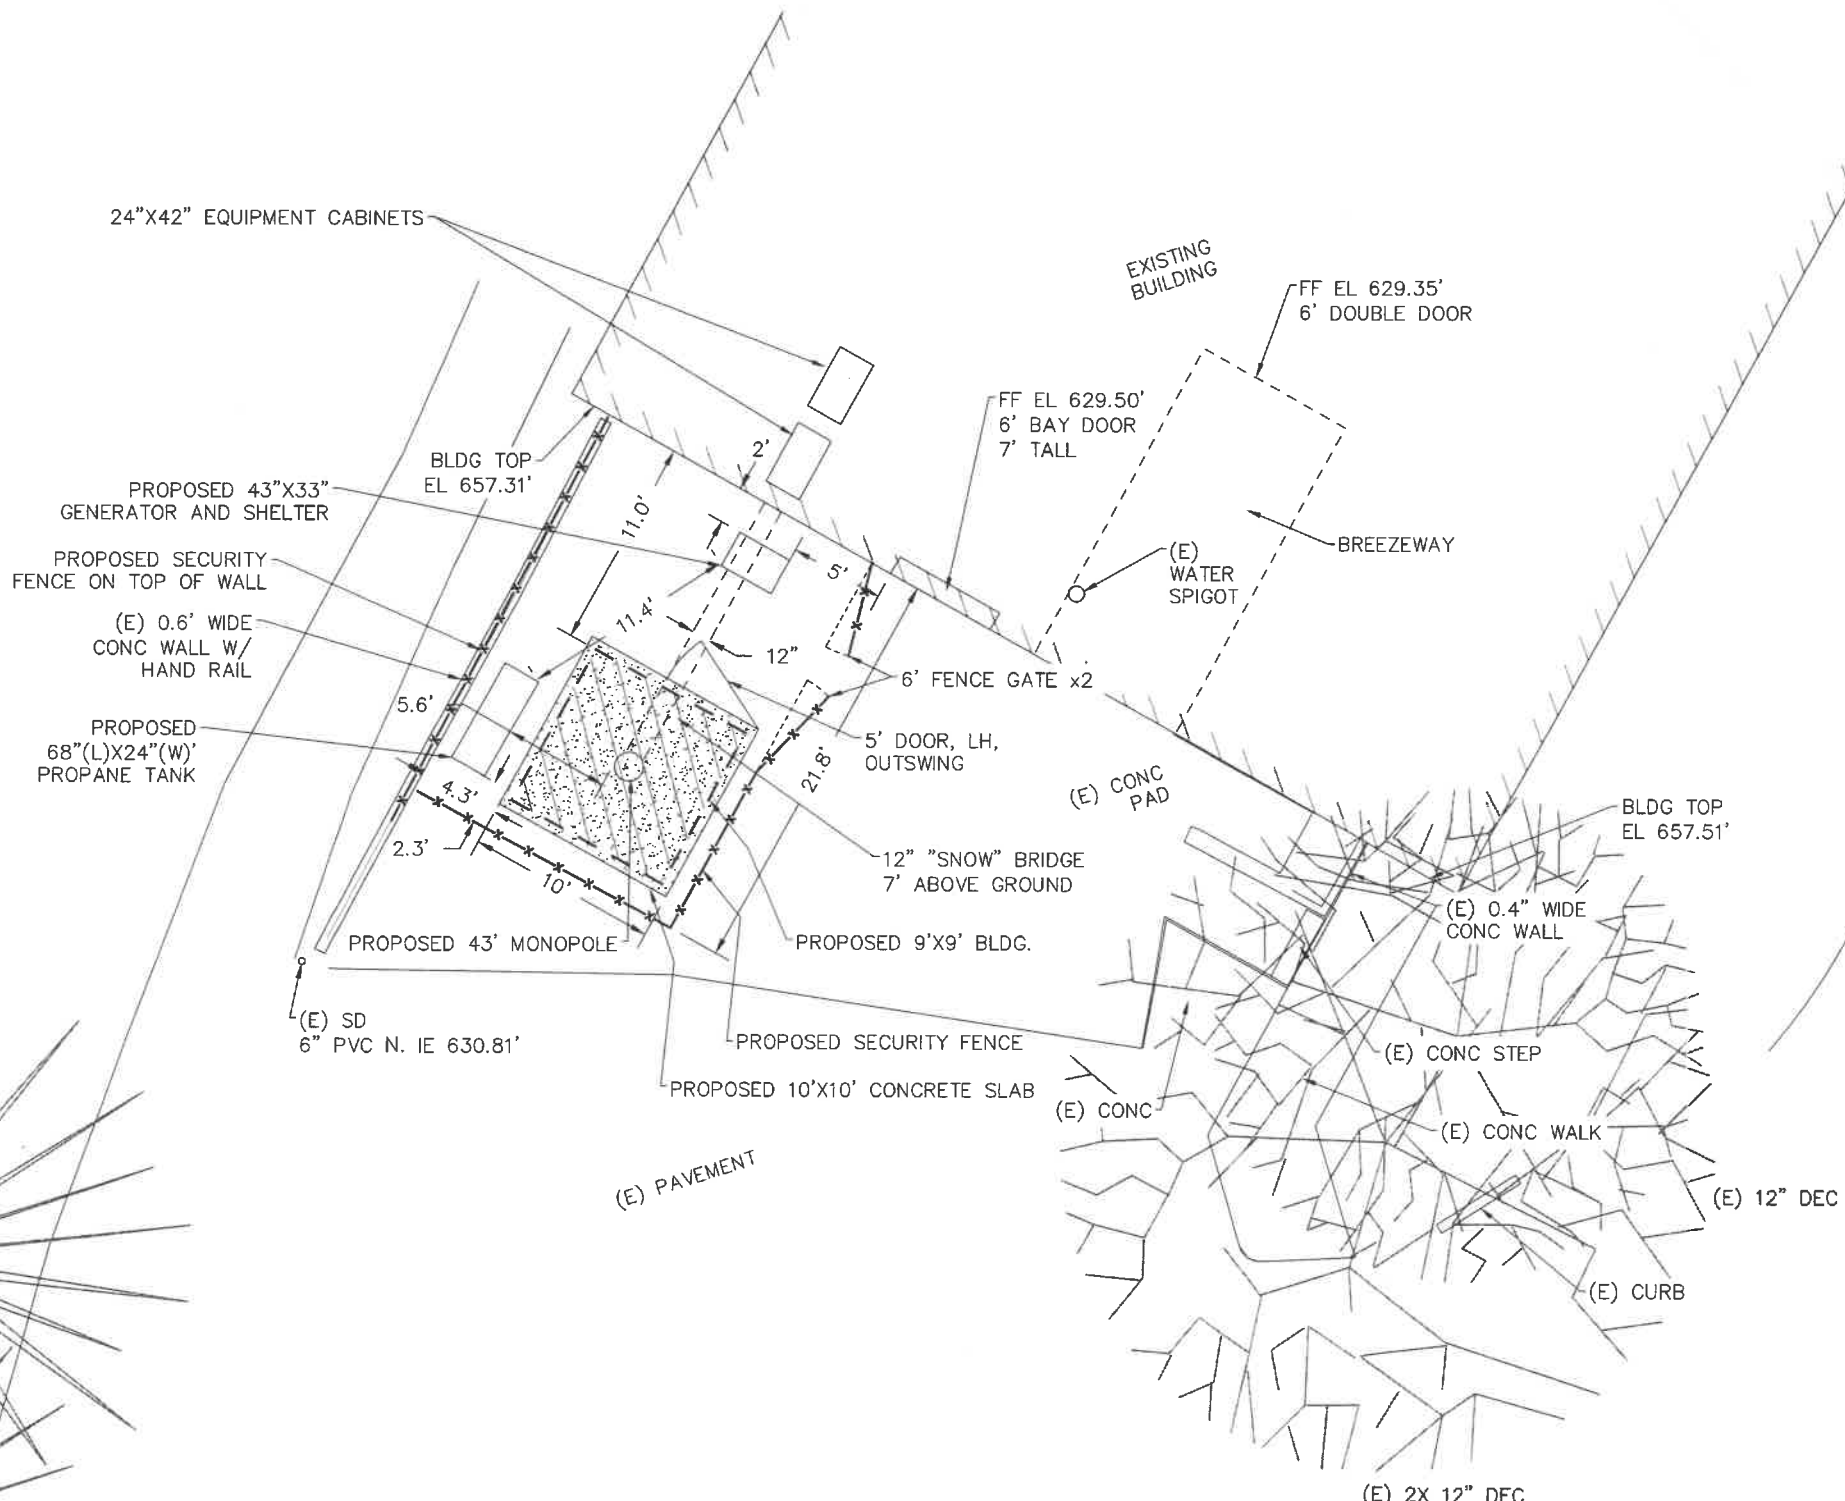 24"X42" EQUIPMENT CABINETS
EXISTING
BUILDING
FF EL 629.35'
6' DOUBLE DOOR
FF EL 629.50'
6' BAY DOOR
7' TALL
BLDG TOP
EL 657.31'
2'
PROPOSED 43"X33"
GENERATOR AND SHELTER
11.0'
BREEZEWAY
(E)
WATER
SPIGOT
PROPOSED SECURITY
FENCE ON TOP OF WALL
5'
(E) 0.6' WIDE
CONC WALL W/
HAND RAIL
11.4'
12"
6' FENCE GATE x2
5.6'
PROPOSED
68"(L)X24"(W)'
PROPANE TANK
5' DOOR, LH,
OUTSWING
21.8'
4.3'
(E) CONC
PAD
BLDG TOP
EL 657.51'
2.3'
10'
12" "SNOW" BRIDGE
7' ABOVE GROUND
(E) 0.4" WIDE
CONC WALL
PROPOSED 43' MONOPOLE
PROPOSED 9'X9' BLDG.
(E) SD
6" PVC N. IE 630.81'
PROPOSED SECURITY FENCE
(E) CONC STEP
PROPOSED 10'X10' CONCRETE SLAB
(E) CONC
(E) CONC WALK
(E) PAVEMENT
(E) 12" DEC
(E) CURB
(E) 2X 12" DEC